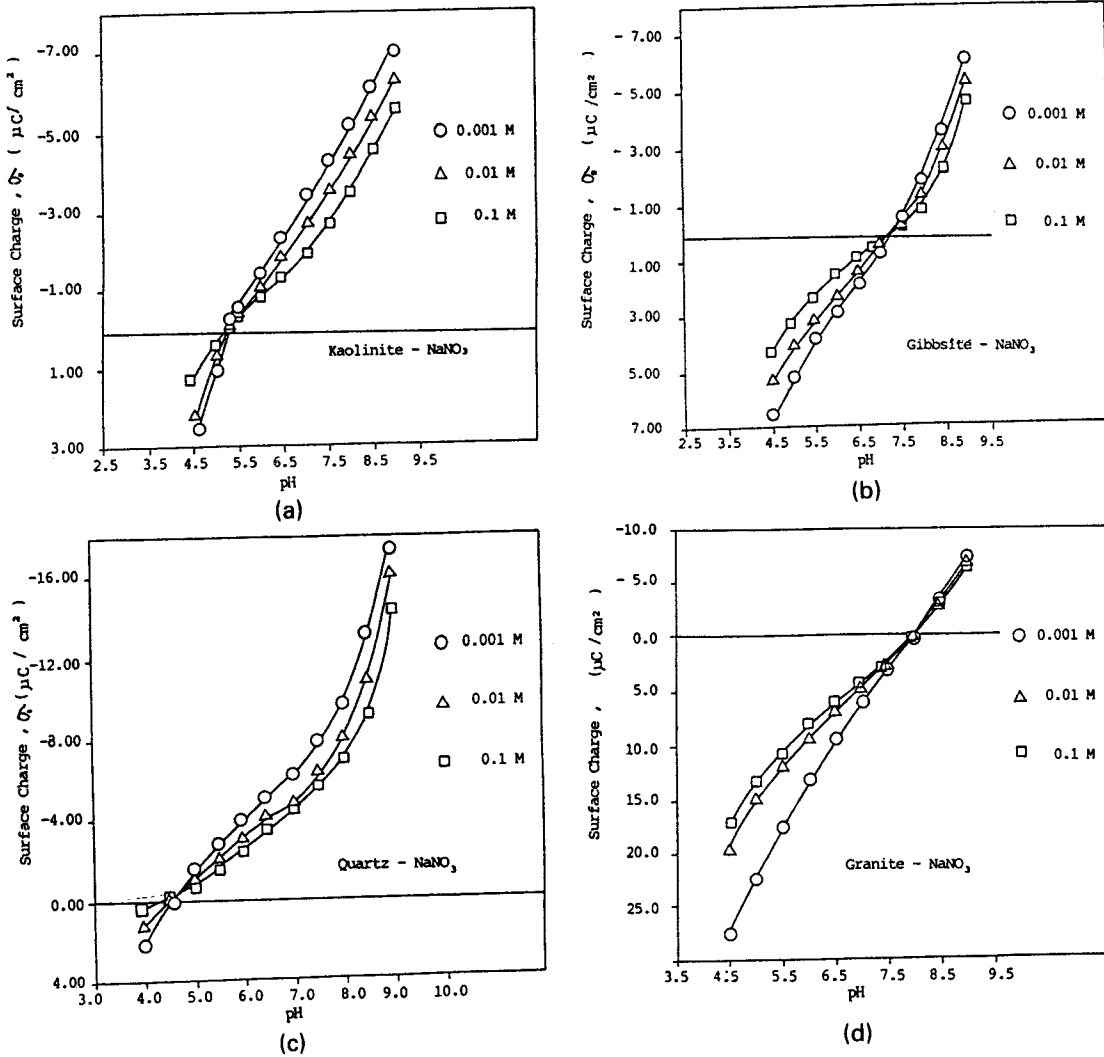 -7.00
-5.00
-3.00
-1.00
1.00
3.00
Surface Charge , σₒ ( μC/ cm² )
0.001 M
0.01 M
0.1 M
Kaolinite - NaNO₃
2.5 3.5 4.5 5.5 6.5 7.5 8.5 9.5
pH
(a)
- 7.00
- 5.00
- 3.00
- 1.00
1.00
3.00
5.00
7.00
Surface Charge , σₒ (μC /cm²
0.001 M
0.01 M
0.1 M
Gibbsite - NaNO₃
2.5 3.5 4.5 5.5 6.5 7.5 8.5 9.5
pH
(b)
-16.00
-12.00
-8.00
-4.00
0.00
4.00
Surface Charge , σₒ ( μC / cm² )
0.001 M
0.01 M
0.1 M
Quartz - NaNO₃
3.0 4.0 5.0 6.0 7.0 8.0 9.0 10.0
pH
(c)
-10.0
-5.0
0.0
5.0
10.0
15.0
20.0
25.0
Surface Charge , (μC /cm²
0.001 M
0.01 M
0.1 M
Granite - NaNO₃
3.5 4.5 5.5 6.5 7.5 8.5 9.5
pH
(d)